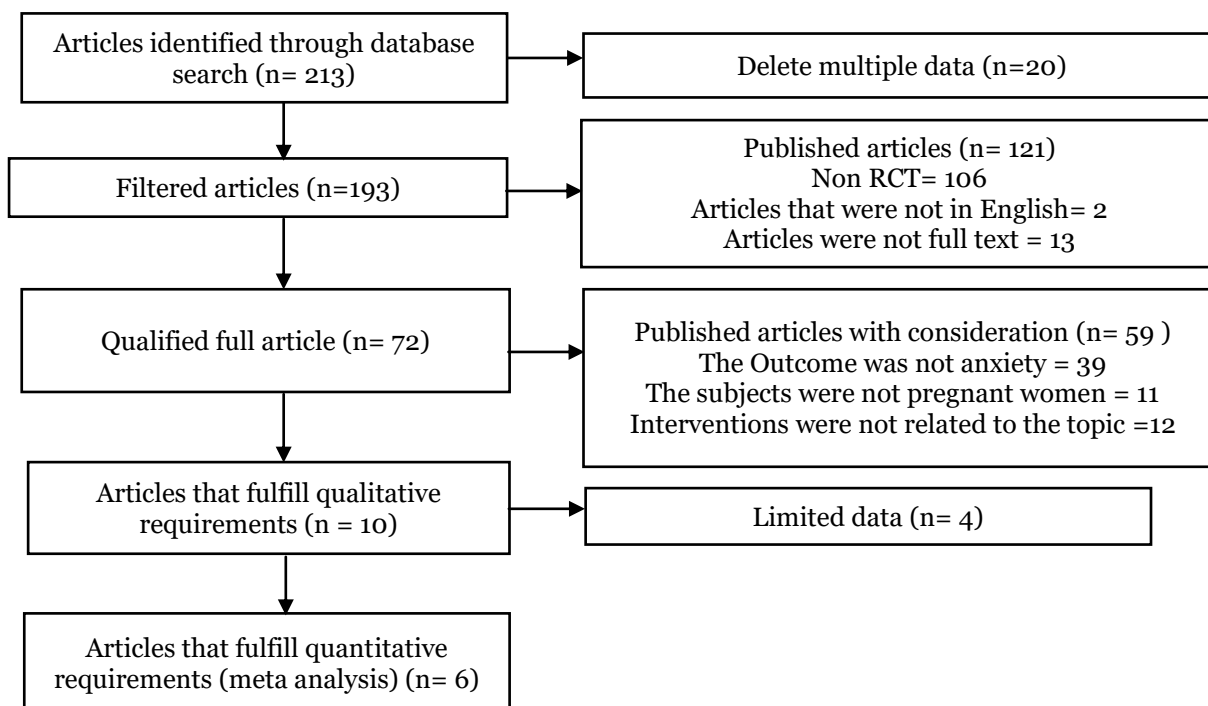 Articles identified through database
search (n= 213)
Delete multiple data (n=20)
Filtered articles (n=193)
Published articles (n= 121)
Non RCT= 106
Articles that were not in English= 2
Articles were not full text = 13
Qualified full article (n= 72)
Published articles with consideration (n= 59 )
The Outcome was not anxiety = 39
The subjects were not pregnant women = 11
Interventions were not related to the topic =12
Articles that fulfill qualitative
requirements (n = 10)
Limited data (n= 4)
Articles that fulfill quantitative
requirements (meta analysis) (n= 6)